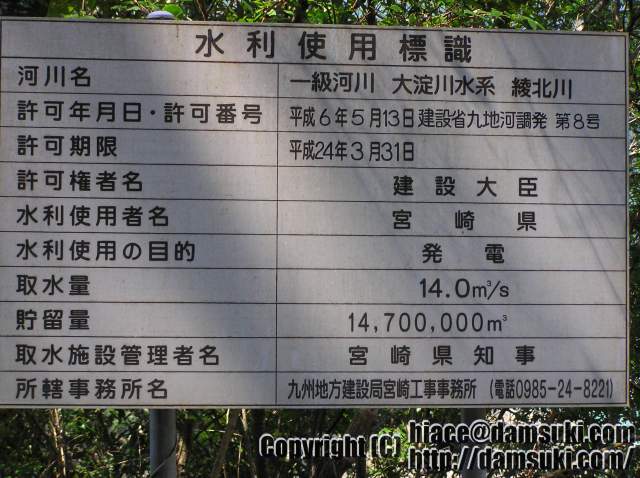 水利使用標識
河川名 一級河川 大淀川水系 綾北川
許可年月日・許可番号 平成6年5月13日建設省九地河調発 第8号
許可期限 平成24年3月31日
許可権者名 建設大臣
水利使用者名 宮崎県
水利使用の目的 発電
取水量 14.0m³/s
貯留量 14,700,000m³
取水施設管理者名 宮崎県知事
所轄事務所名 九州地方建設局宮崎工事事務所 (電話0985-24-8221)
Copyright (C) hiace@damsuki.com
http://damsuki.com/